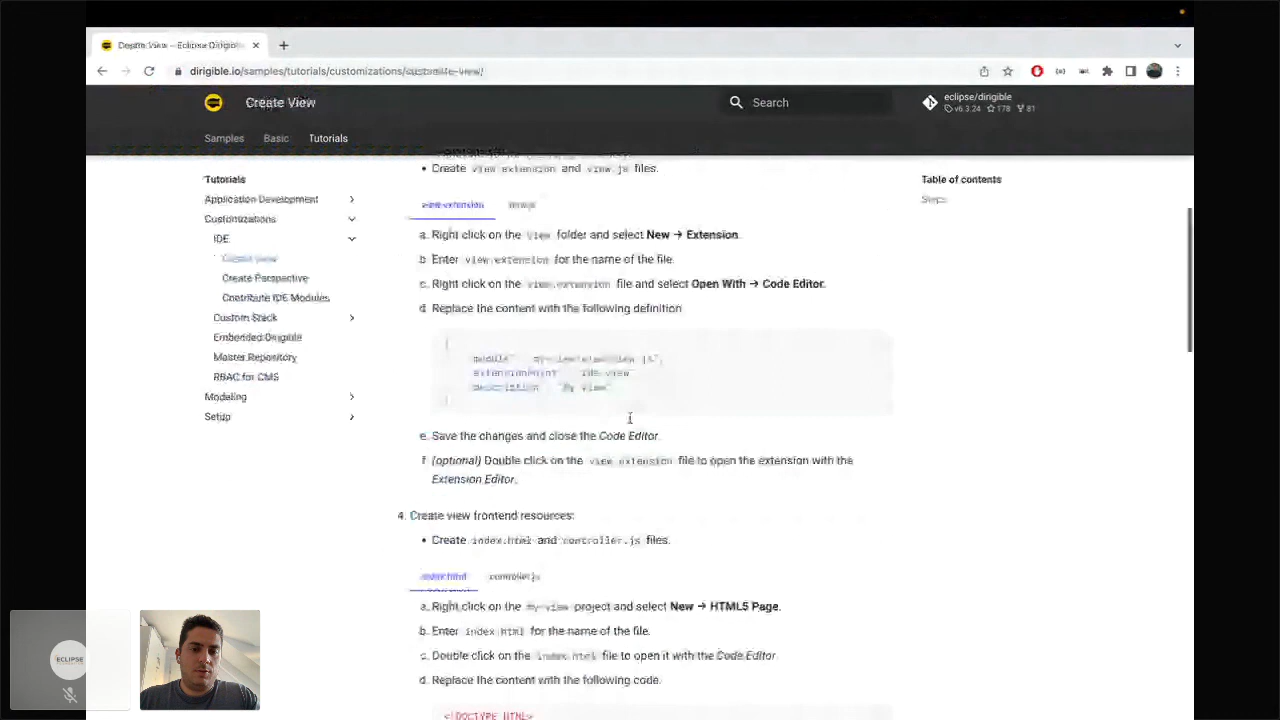 dirigible.io/samples/tutorials/customizations/customize-view/
Create View
Search
eclipse/dirigible
v6.3.24 178 81
Samples Basic Tutorials
Tutorials
Application Development
Customizations
IDE
Create View
Create Perspective
Contribute IDE Modules
Custom Stack
Embedded Dirigible
Master Repository
RBAC for CMS
Modeling
Setup
• Create view.extension and view.js files.
view.extension view.js
a. Right click on the view folder and select New → Extension.
b. Enter view.extension for the name of the file.
c. Right click on the view.extension file and select Open With → Code Editor.
d. Replace the content with the following definition
{
"description": "My View"
}
e. Save the changes and close the Code Editor.
f. (optional) Double click on the view.extension file to open the extension with the
Extension Editor.
4. Create view frontend resources:
• Create index.html and controller.js files.
index.html controller.js
a. Right click on the my-view project and select New → HTML5 Page.
b. Enter index.html for the name of the file.
c. Double click on the index.html file to open it with the Code Editor.
d. Replace the content with the following code.
<!DOCTYPE HTML>
Table of contents
Steps
ECLIPSE